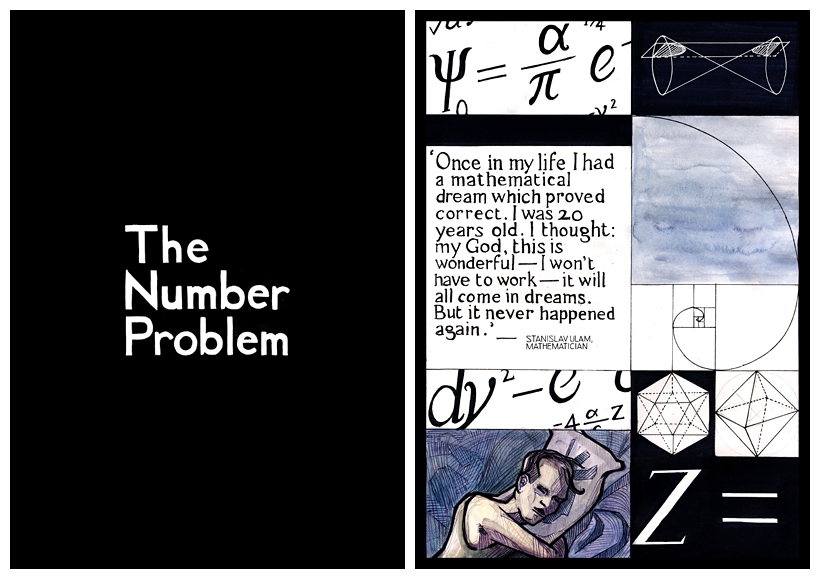 The
Number
Problem
ψ₀ = α/π e⁻
'Once in my life I had
a mathematical
dream which proved
correct. I was 20
years old. I thought:
my God, this is
wonderful — I won't
have to work — it will
all come in dreams.
But it never happened
again.' —
STANISLAV ULAM,
MATHEMATICIAN
dy² – e
-4 α z
Z =